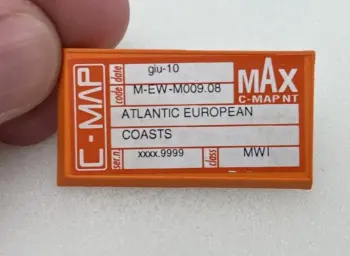 C-MAP
date giu-10
code M-EW-M009.08
MAX
C-MAP NT
ATLANTIC EUROPEAN
COASTS
ser.n. xxxx.9999
class MWI